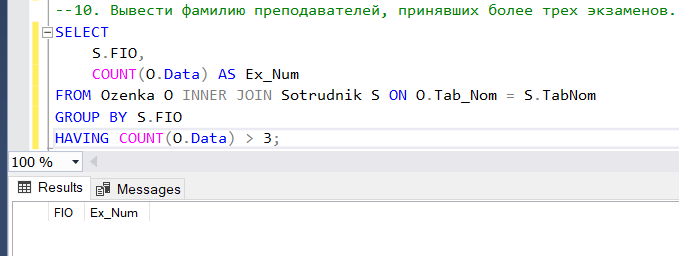 --10. Вывести фамилию преподавателей, принявших более трех экзаменов.
SELECT
S.FIO,
COUNT(O.Data) AS Ex_Num
FROM Ozenka O INNER JOIN Sotrudnik S ON O.Tab_Nom = S.TabNom
GROUP BY S.FIO
HAVING COUNT(O.Data) > 3;
100 %
Results Messages
FIO Ex_Num